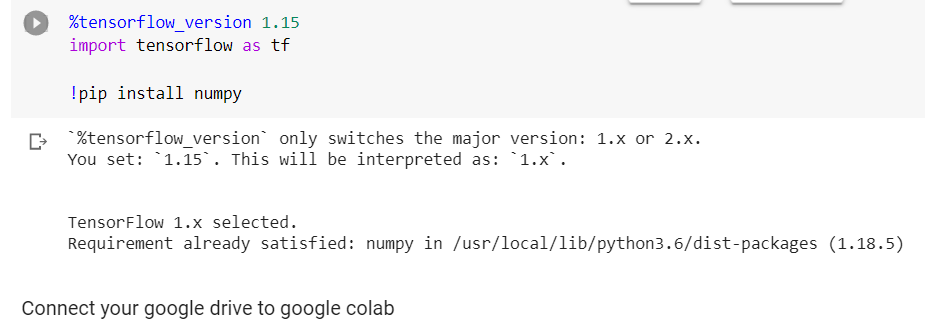 %tensorflow_version 1.15
import tensorflow as tf
!pip install numpy
`%tensorflow_version` only switches the major version: 1.x or 2.x.
You set: `1.15`. This will be interpreted as: `1.x`.
TensorFlow 1.x selected.
Requirement already satisfied: numpy in /usr/local/lib/python3.6/dist-packages (1.18.5)
Connect your google drive to google colab